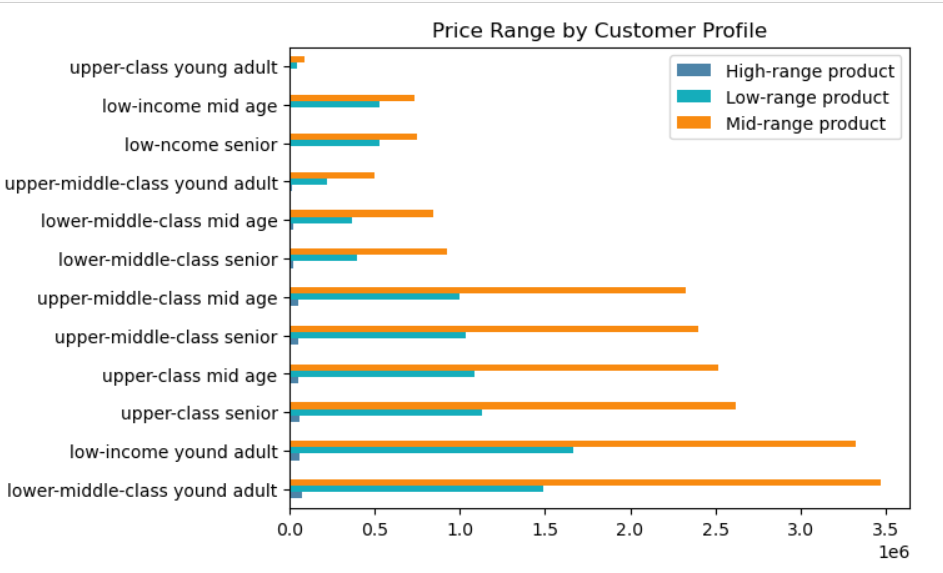 Price Range by Customer Profile
High-range product
Low-range product
Mid-range product
upper-class yound adult
low-income mid age
low-ncome senior
upper-middle-class yound adult
lower-middle-class mid age
lower-middle-class senior
upper-middle-class mid age
upper-middle-class senior
upper-class mid age
upper-class senior
low-income yound adult
lower-middle-class yound adult
0.0 0.5 1.0 1.5 2.0 2.5 3.0 3.5
1e6